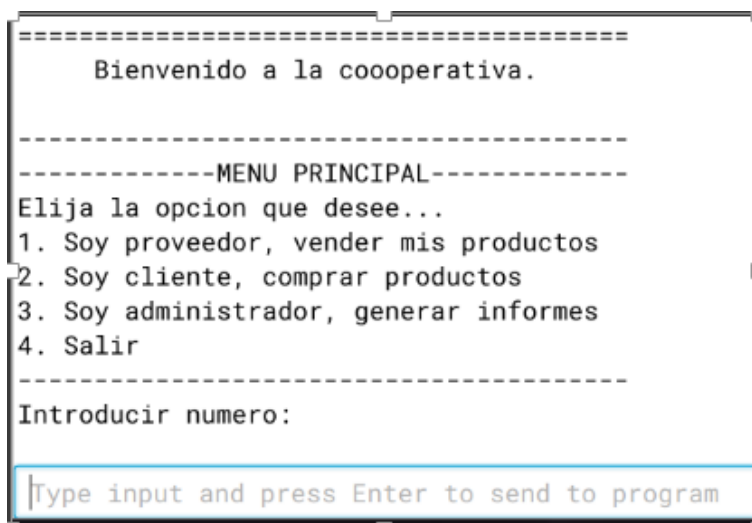 ========================================
Bienvenido a la coooperativa.
----------------------------------------
-------------MENU PRINCIPAL-------------
Elija la opcion que desee...
1. Soy proveedor, vender mis productos
2. Soy cliente, comprar productos
3. Soy administrador, generar informes
4. Salir
----------------------------------------
Introducir numero:
Type input and press Enter to send to program